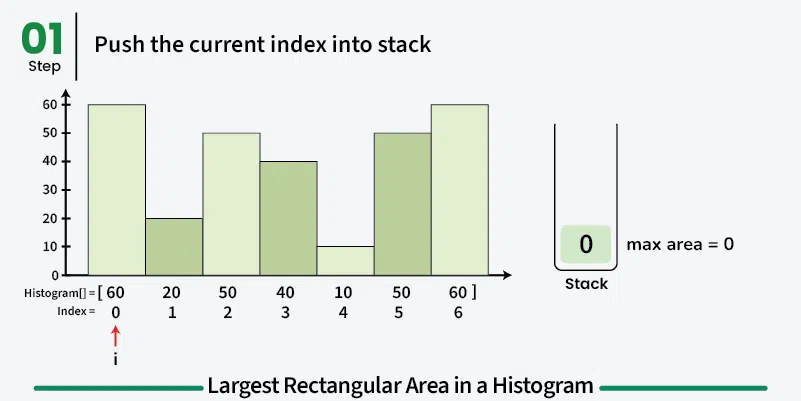 01
Step
Push the current index into stack
60
50
40
30
20
10
0
Histogram[] = [ 60 20 50 40 10 50 60 ]
Index = 0 1 2 3 4 5 6
i
0
max area = 0
Stack
Largest Rectangular Area in a Histogram